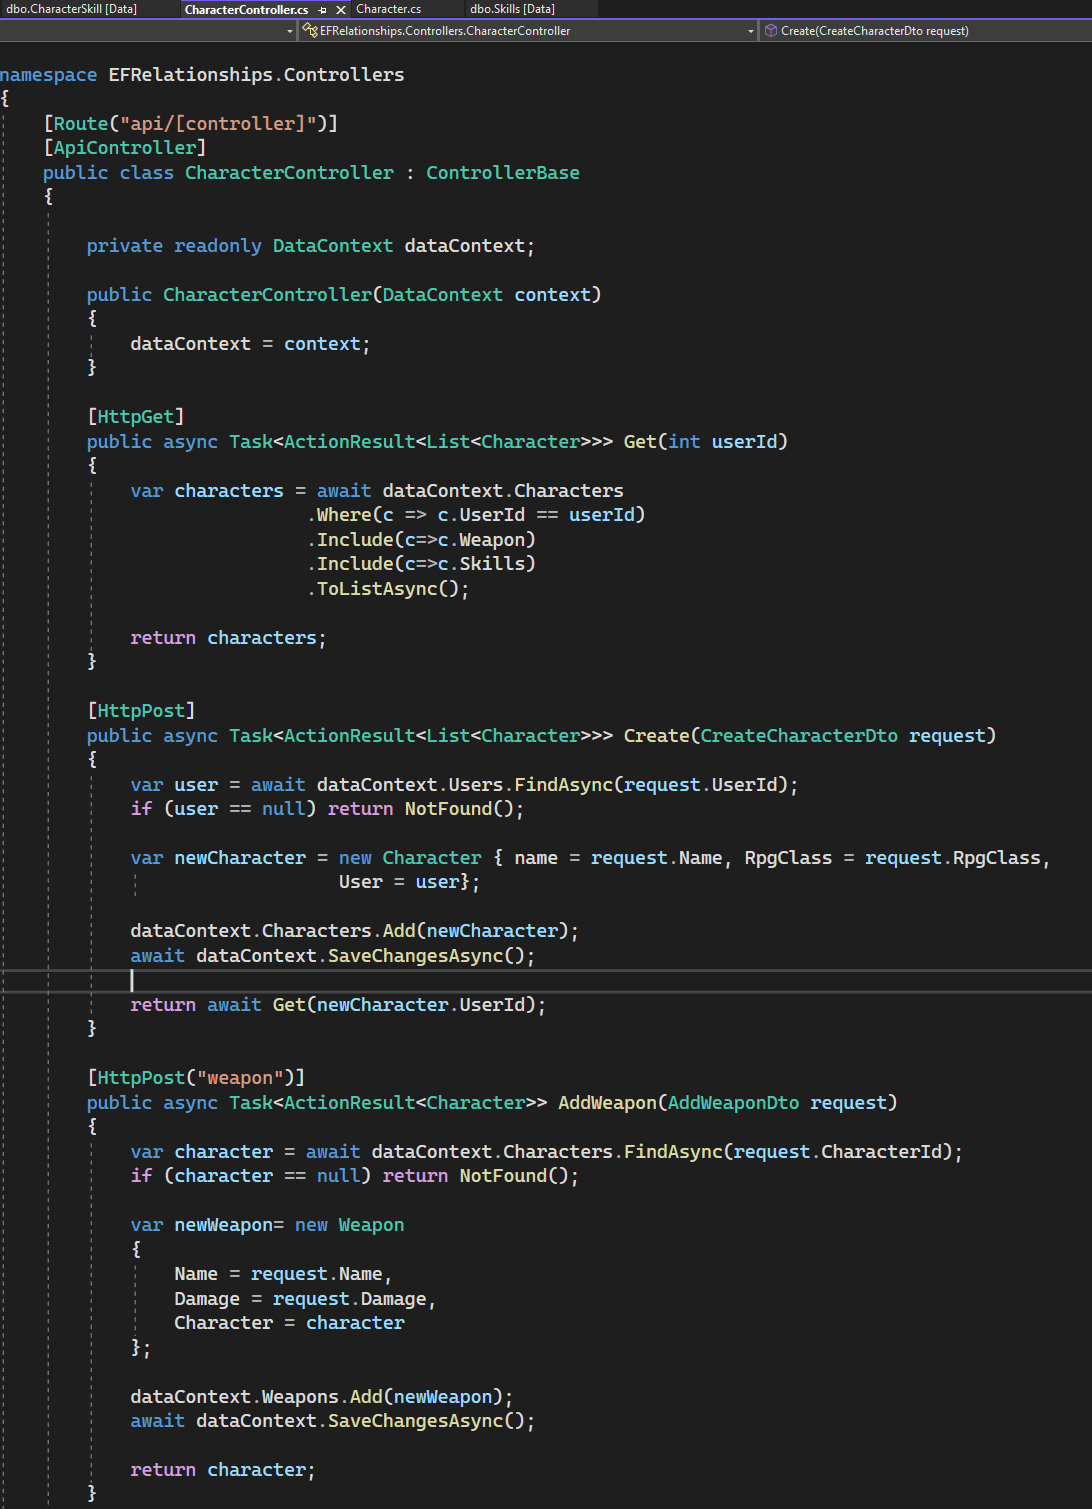 dbo.CharacterSkill [Data] CharacterController.cs Character.cs dbo.Skills [Data]
EFRelationships.Controllers.CharacterController Create(CreateCharacterDto request)
namespace EFRelationships.Controllers
{
[Route("api/[controller]")]
[ApiController]
public class CharacterController : ControllerBase
{
private readonly DataContext dataContext;
public CharacterController(DataContext context)
{
dataContext = context;
}
[HttpGet]
public async Task<ActionResult<List<Character>>> Get(int userId)
{
var characters = await dataContext.Characters
.Where(c => c.UserId == userId)
.Include(c=>c.Weapon)
.Include(c=>c.Skills)
.ToListAsync();
return characters;
}
[HttpPost]
public async Task<ActionResult<List<Character>>> Create(CreateCharacterDto request)
{
var user = await dataContext.Users.FindAsync(request.UserId);
if (user == null) return NotFound();
var newCharacter = new Character { name = request.Name, RpgClass = request.RpgClass,
User = user};
dataContext.Characters.Add(newCharacter);
await dataContext.SaveChangesAsync();
return await Get(newCharacter.UserId);
}
[HttpPost("weapon")]
public async Task<ActionResult<Character>> AddWeapon(AddWeaponDto request)
{
var character = await dataContext.Characters.FindAsync(request.CharacterId);
if (character == null) return NotFound();
var newWeapon= new Weapon
{
Name = request.Name,
Damage = request.Damage,
Character = character
};
dataContext.Weapons.Add(newWeapon);
await dataContext.SaveChangesAsync();
return character;
}